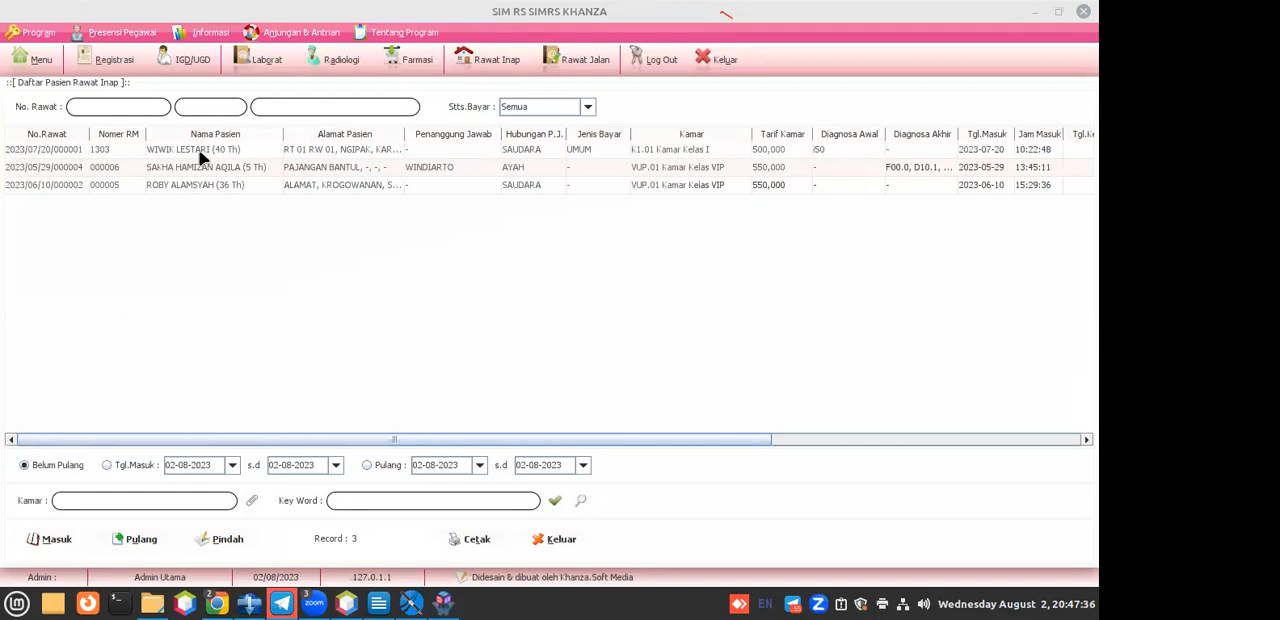 SIM RS SIMRS KHANZA
Program Presensi Pegawai Informasi Anjungan & Antrian Tentang Program
Menu Registrasi IGD/UGD Laborat Radiologi Farmasi Rawat Inap Rawat Jalan Log Out Keluar
::[ Daftar Pasien Rawat Inap ]::
No. Rawat : Stts.Bayar : Semua
No.Rawat Nomer RM Nama Pasien Alamat Pasien Penanggung Jawab Hubungan P.J. Jenis Bayar Kamar Tarif Kamar Diagnosa Awal Diagnosa Akhir Tgl.Masuk Jam Masuk Tgl.Ke
2023/07/20/000001 1303 WIWIK LESTARI (40 Th) RT 01 RW 01, NGIPAK, KAR... - SAUDARA UMUM K1.01 Kamar Kelas I 500,000 i50 - 2023-07-20 10:22:48
2023/05/29/000004 000006 SAKHA HAMIZAN AQILA (5 Th) PAJANGAN BANTUL, -, -, - WINDIARTO AYAH - VUP.01 Kamar Kelas VIP 550,000 - F00.0, D10.1, ... 2023-05-29 13:45:11
2023/06/10/000002 000005 ROBY ALAMSYAH (36 Th) ALAMAT, KROGOWANAN, S... - SAUDARA - VUP.01 Kamar Kelas VIP 550,000 - - 2023-06-10 15:29:36
Belum Pulang Tgl.Masuk : 02-08-2023 s.d 02-08-2023 Pulang : 02-08-2023 s.d 02-08-2023
Kamar : Key Word :
Masuk Pulang Pindah Record : 3 Cetak Keluar
Admin : Admin Utama 02/08/2023 127.0.1.1 Didesain & dibuat oleh Khanza.Soft Media
2 3 zoom EN Z Wednesday August 2, 20:47:36